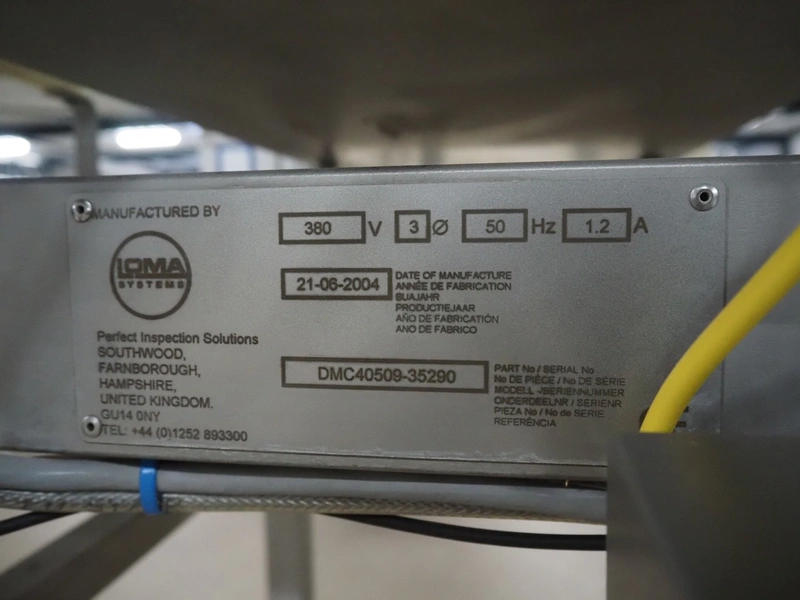 MANUFACTURED BY
LOMA
SYSTEMS
380 V 3 Ø 50 Hz 1.2 A
21-06-2004
DATE OF MANUFACTURE
ANNÉE DE FABRICATION
BUAJAHR
PRODUCTIEJAAR
AÑO DE FABRICATIÓN
ANO DE FABRICO
Perfect Inspection Solutions
SOUTHWOOD,
FARNBOROUGH,
HAMPSHIRE,
UNITED KINGDOM.
GU14 0NY
TEL: +44 (0)1252 893300
DMC40509-35290
PART No / SERIAL No
No DE PIÈCE / No DE SÉRIE
MODELL -/SERIENNUMMER
ONDERDEELNR / SERIENR
PIEZA No / No de SERIE
REFERÊNCIA